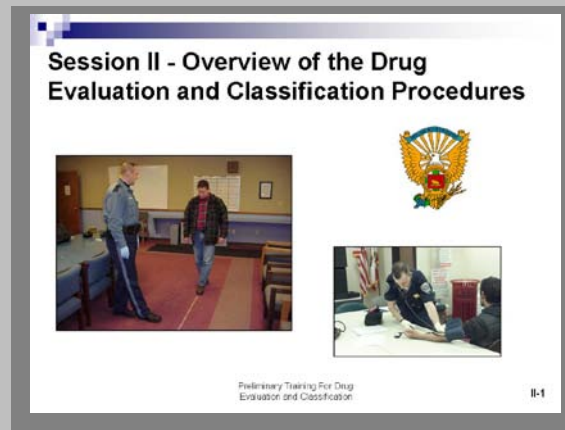 Session II - Overview of the Drug
Evaluation and Classification Procedures
Preliminary Training For Drug
Evaluation and Classification
II-1